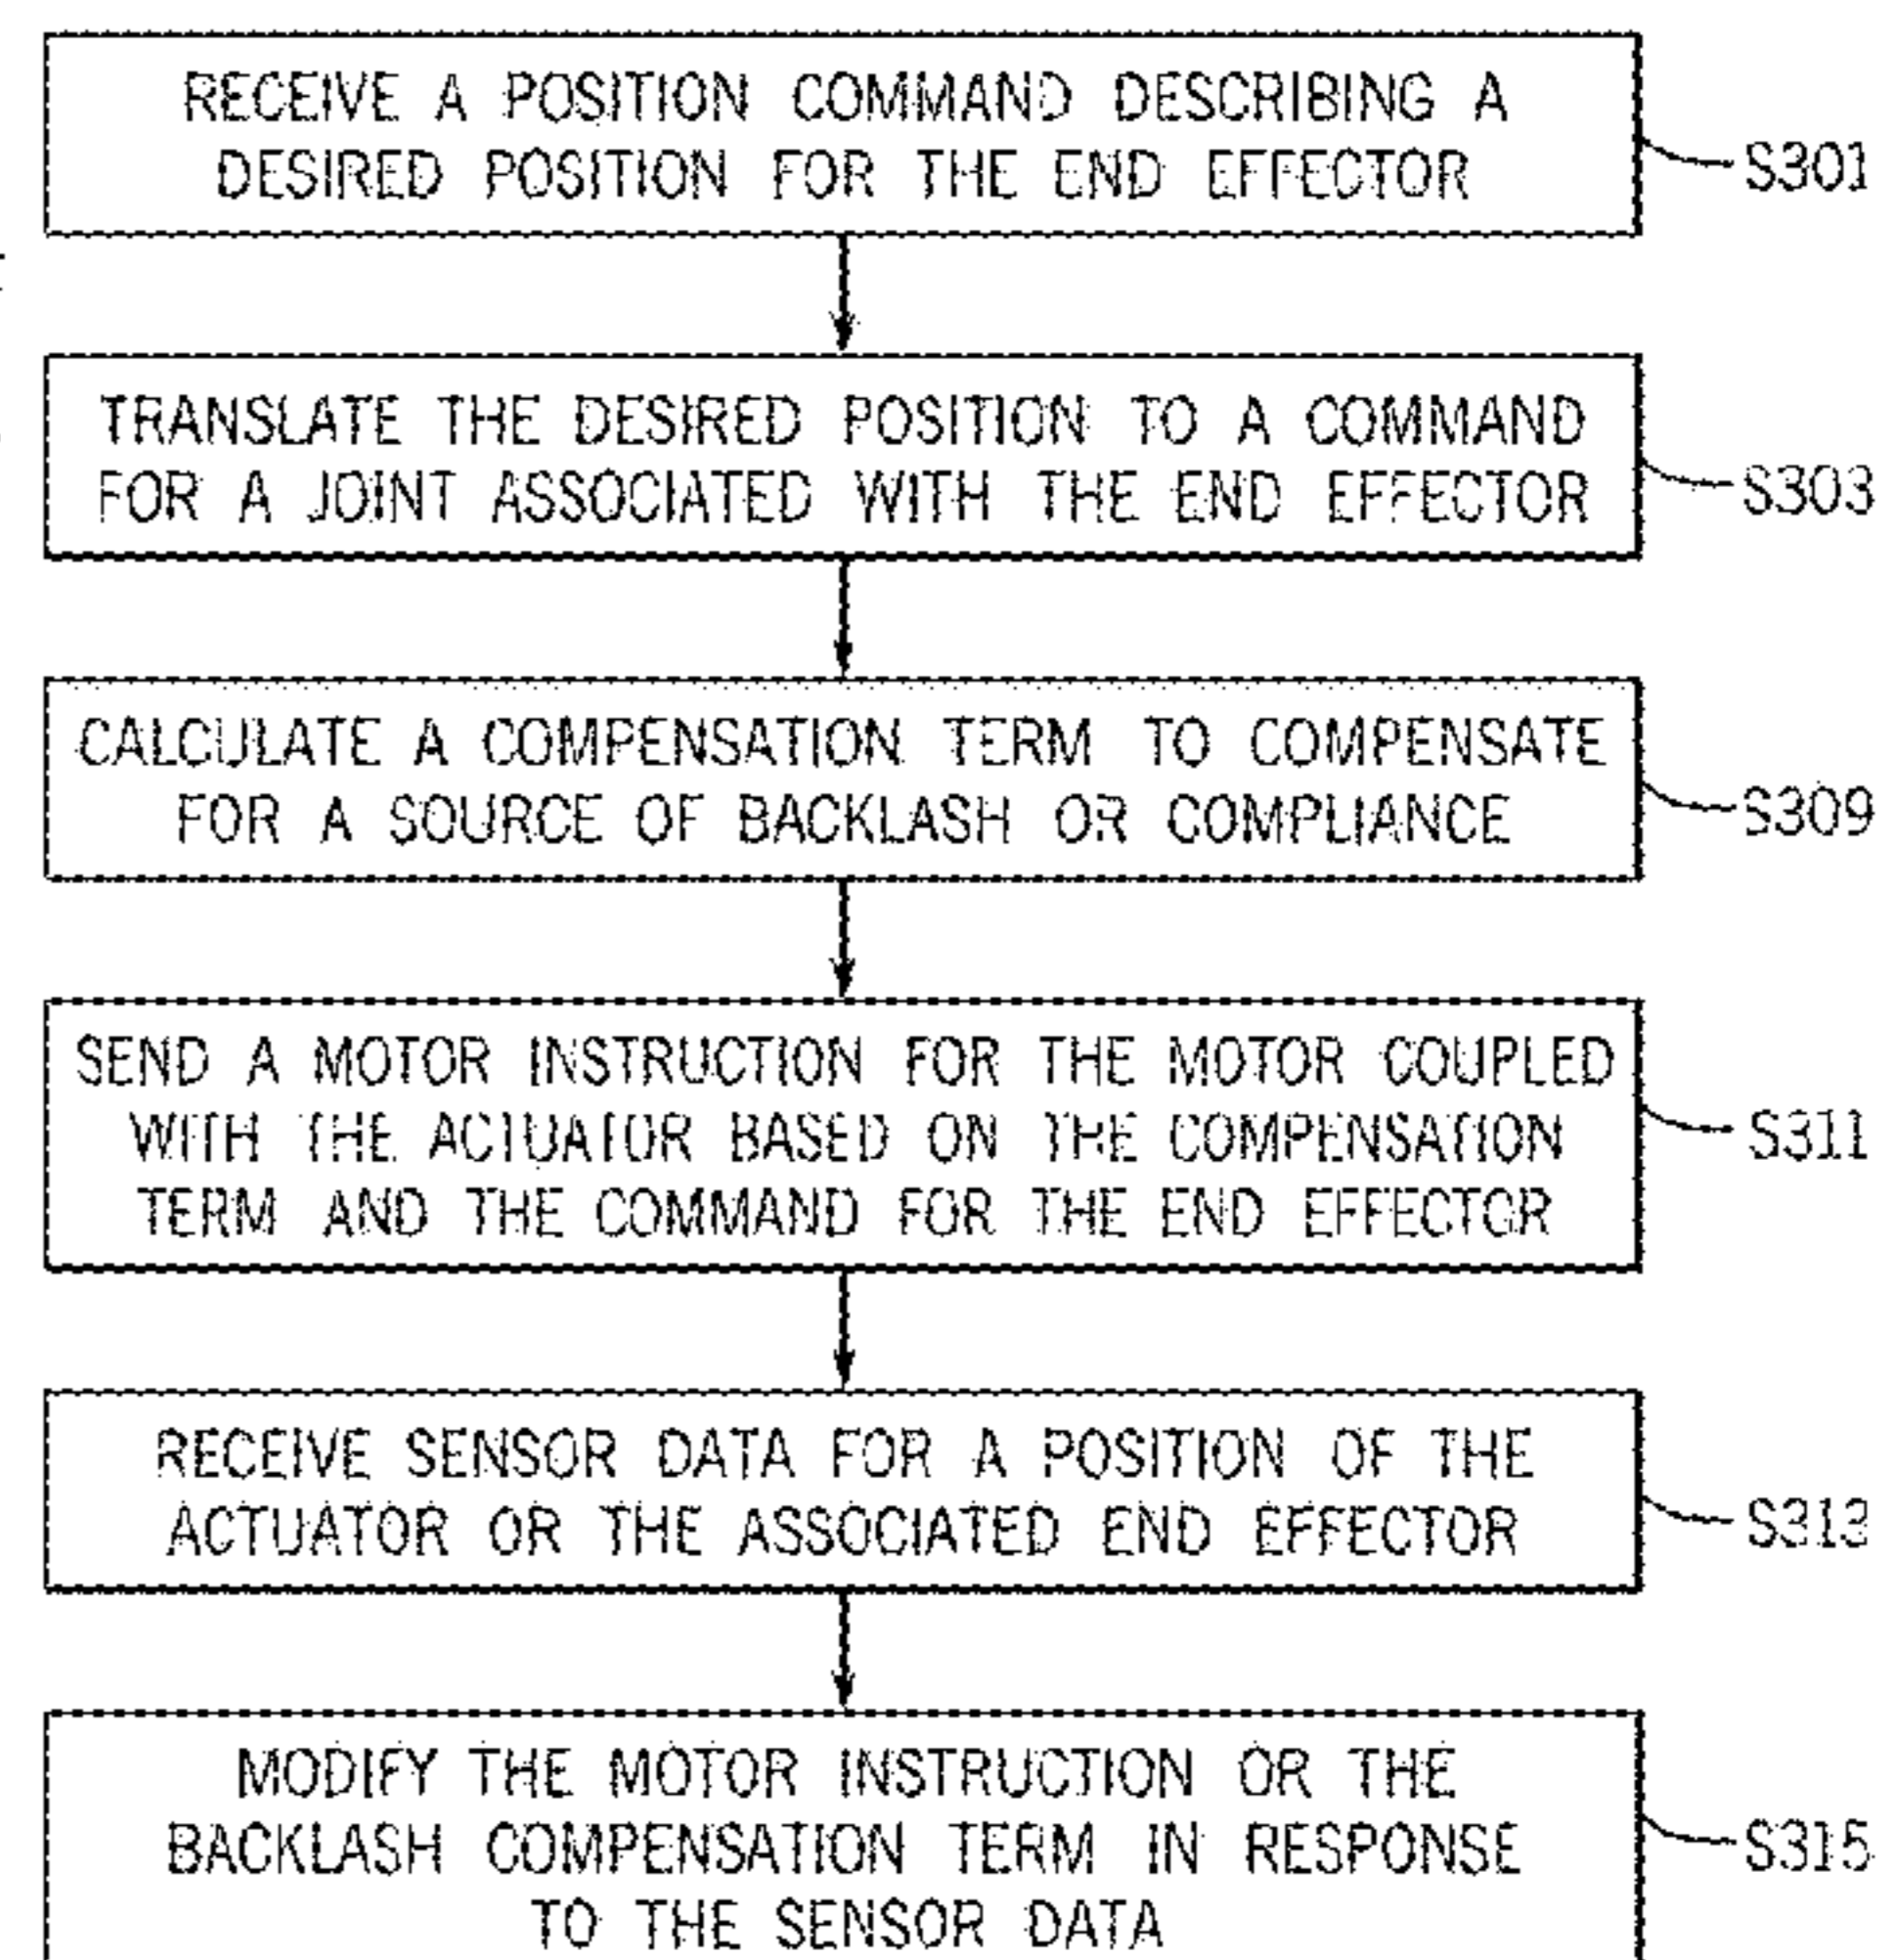 RECEIVE A POSITION COMMAND DESCRIBING A
DESIRED POSITION FOR THE END EFFECTOR
S301
TRANSLATE THE DESIRED POSITION TO A COMMAND
FOR A JOINT ASSOCIATED WITH THE END EFFECTOR
S303
CALCULATE A COMPENSATION TERM TO COMPENSATE
FOR A SOURCE OF BACKLASH OR COMPLIANCE
S309
SEND A MOTOR INSTRUCTION FOR THE MOTOR COUPLED
WITH THE ACTUATOR BASED ON THE COMPENSATION
TERM AND THE COMMAND FOR THE END EFFECTOR
S311
RECEIVE SENSOR DATA FOR A POSITION OF THE
ACTUATOR OR THE ASSOCIATED END EFFECTOR
S313
MODIFY THE MOTOR INSTRUCTION OR THE
BACKLASH COMPENSATION TERM IN RESPONSE
TO THE SENSOR DATA
S315